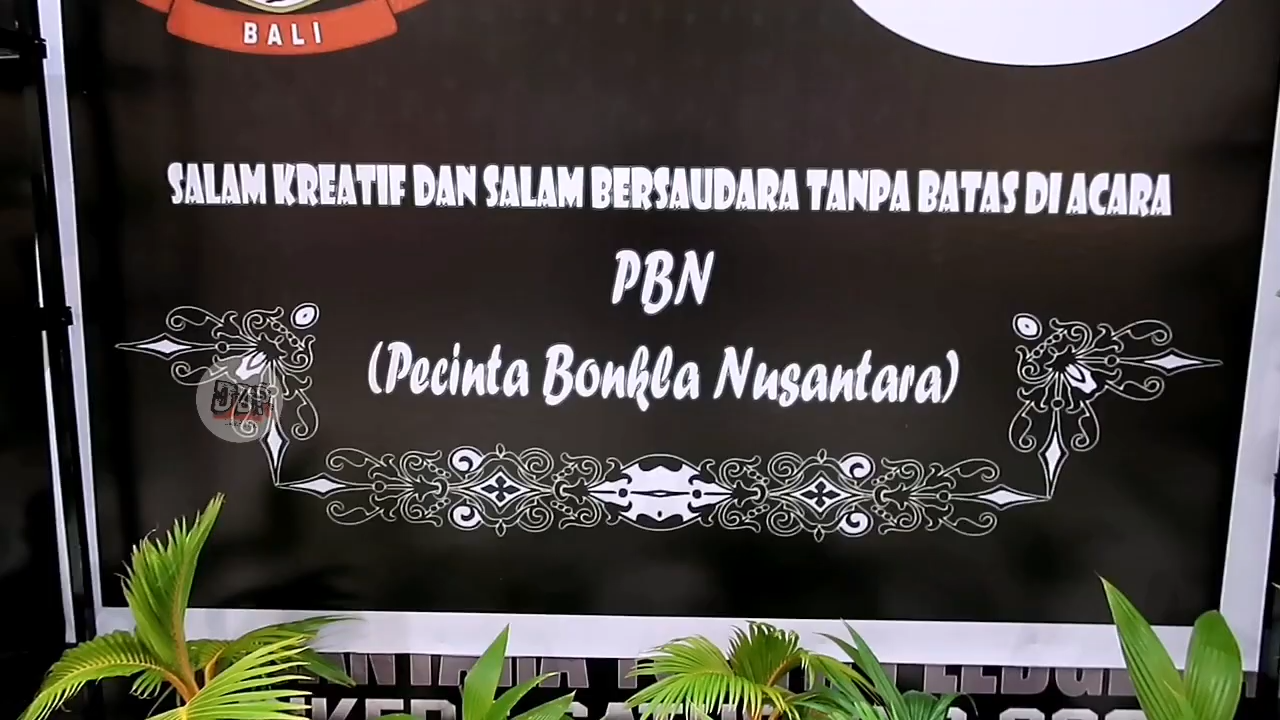 BALI
SALAM KREATIF DAN SALAM BERSAUDARA TANPA BATAS DI ACARA
PBN
(Pecinta Bonkla Nusantara)